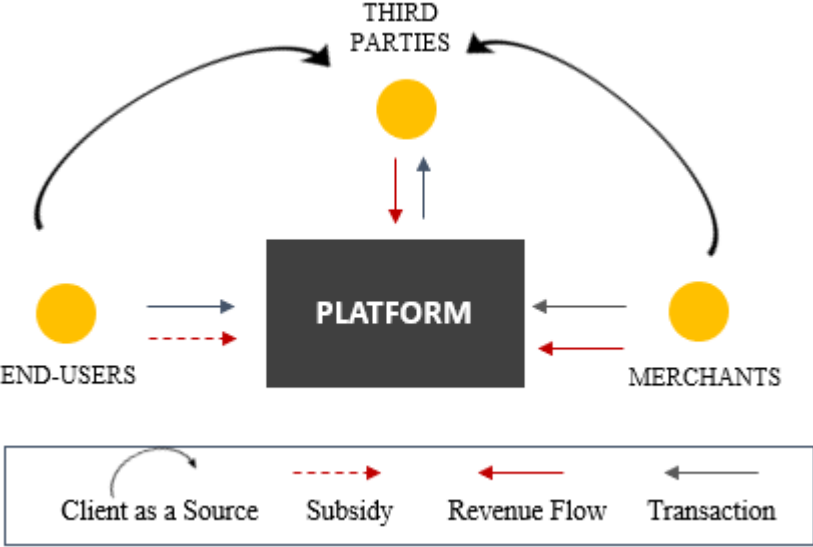 THIRD
PARTIES
PLATFORM
END-USERS
MERCHANTS
Client as a Source
Subsidy
Revenue Flow
Transaction